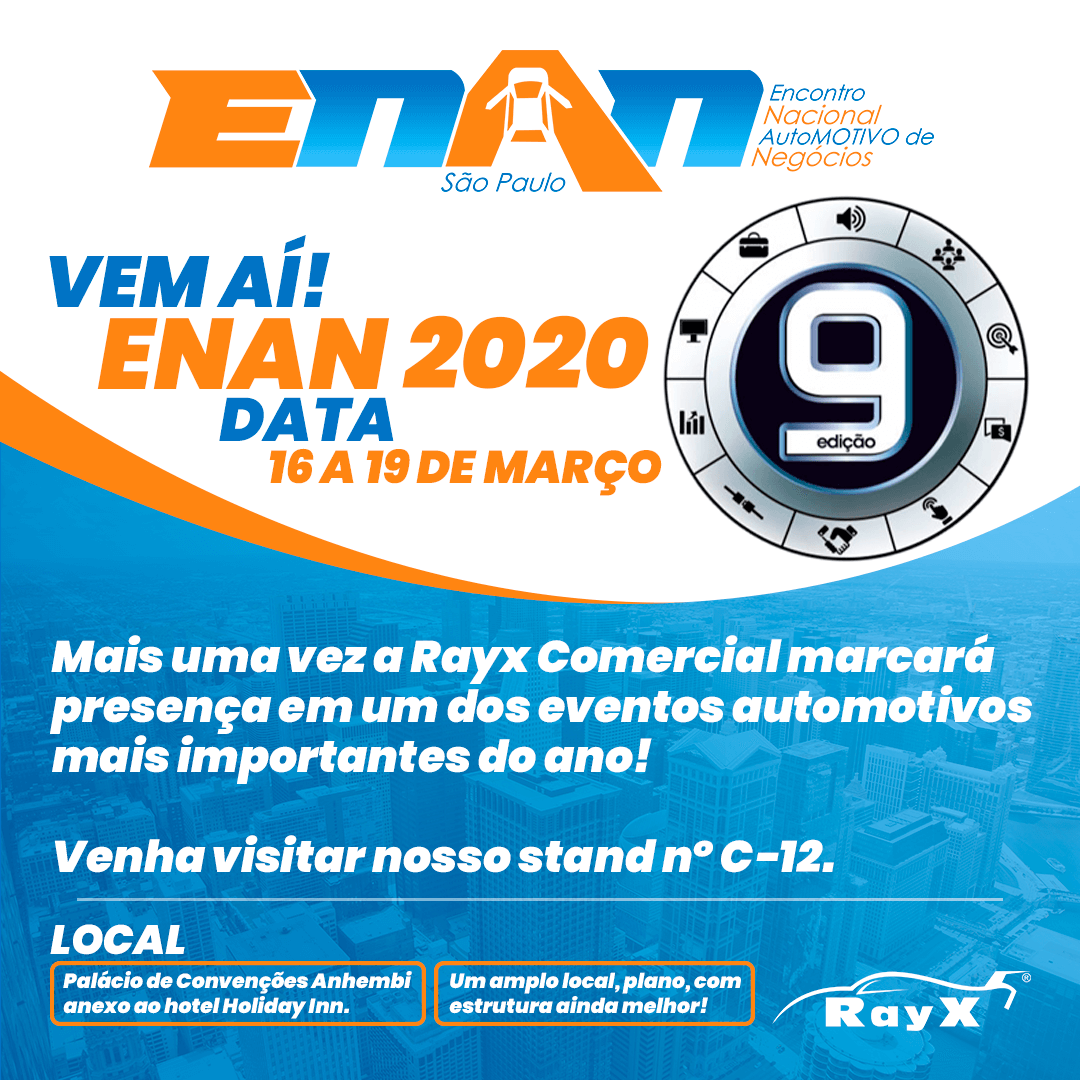 ENAN
São Paulo
Encontro
Nacional
AutoMOTIVO de
Negócios
VEM AÍ!
ENAN 2020
DATA
16 A 19 DE MARÇO
9
edição
$
Mais uma vez a Rayx Comercial marcará
presença em um dos eventos automotivos
mais importantes do ano!
Venha visitar nosso stand nº C-12.
LOCAL
Palácio de Convenções Anhembi
anexo ao hotel Holiday Inn.
Um amplo local, plano, com
estrutura ainda melhor!
RayX®